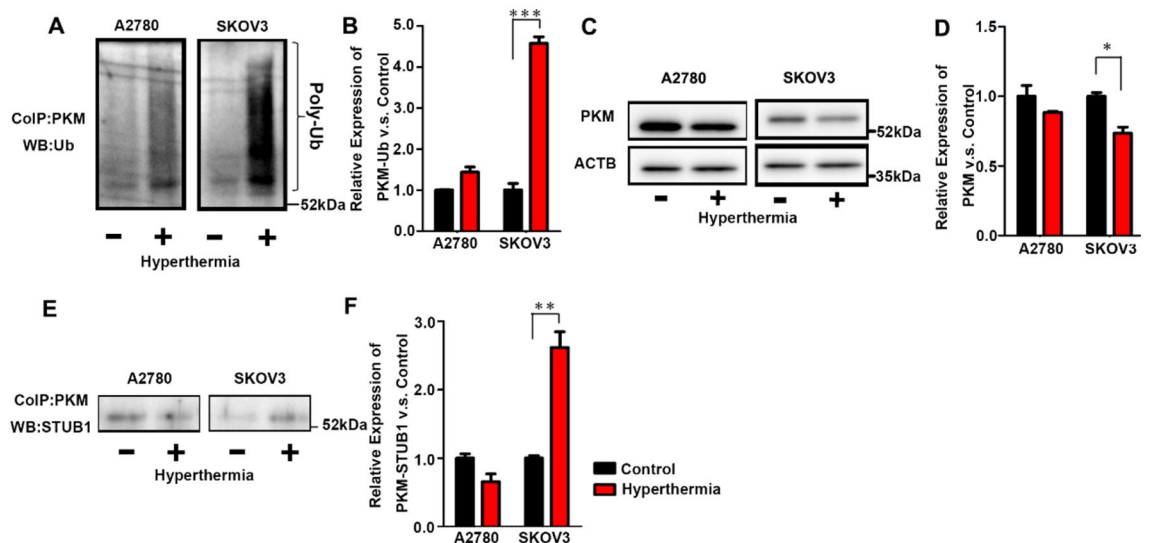 A
A2780
SKOV3
CoIP:PKM
WB:Ub
Poly-Ub
52kDa
− + − +
Hyperthermia
B
Relative Expression of
PKM-Ub v.s. Control
5.0
4.0
3.0
2.0
1.0
0.0
***
A2780
SKOV3
C
A2780
SKOV3
PKM
52kDa
ACTB
35kDa
− + − +
Hyperthermia
D
Relative Expression of
PKM v.s. Control
1.5
1.0
0.5
0.0
*
A2780
SKOV3
E
A2780
SKOV3
CoIP:PKM
WB:STUB1
52kDa
− + − +
Hyperthermia
F
Relative Expression of
PKM-STUB1 v.s. Control
3.0
2.0
1.0
0.0
**
A2780
SKOV3
Control
Hyperthermia